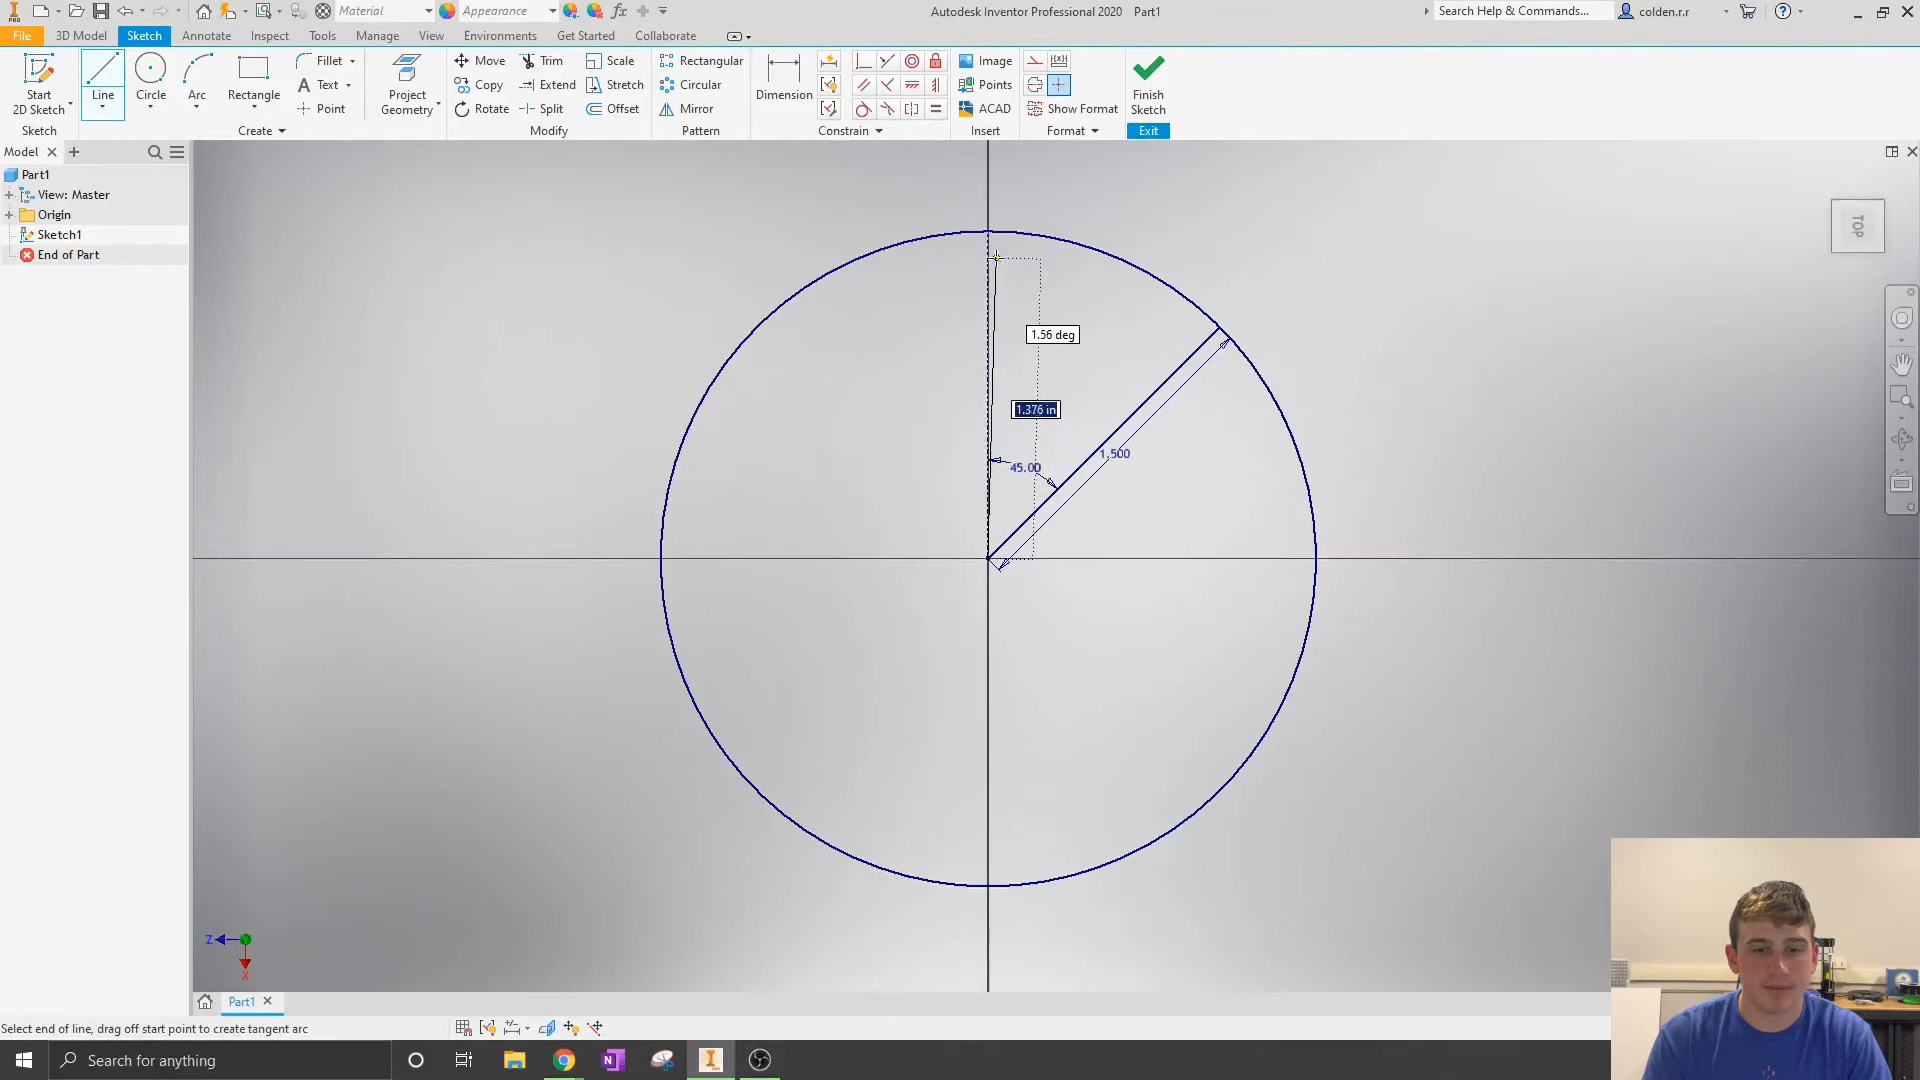 Material
Appearance
Autodesk Inventor Professional 2020 Part1
Search Help & Commands...
colden.r.r
File 3D Model Sketch Annotate Inspect Tools Manage View Environments Get Started Collaborate
Start
2D Sketch
Line
Circle
Arc
Rectangle
Fillet
Text
Point
Project
Geometry
Move
Copy
Rotate
Trim
Extend
Split
Scale
Stretch
Offset
Rectangular
Circular
Mirror
Dimension
Image
Points
ACAD
Show Format
Finish
Sketch
Sketch Create Modify Pattern Constrain Insert Format Exit
Model
Part1
View: Master
Origin
Sketch1
End of Part
TOP
1.56 deg
1.376 in
45.00
1.500
Z
X
Part1
Select end of line, drag off start point to create tangent arc
Search for anything